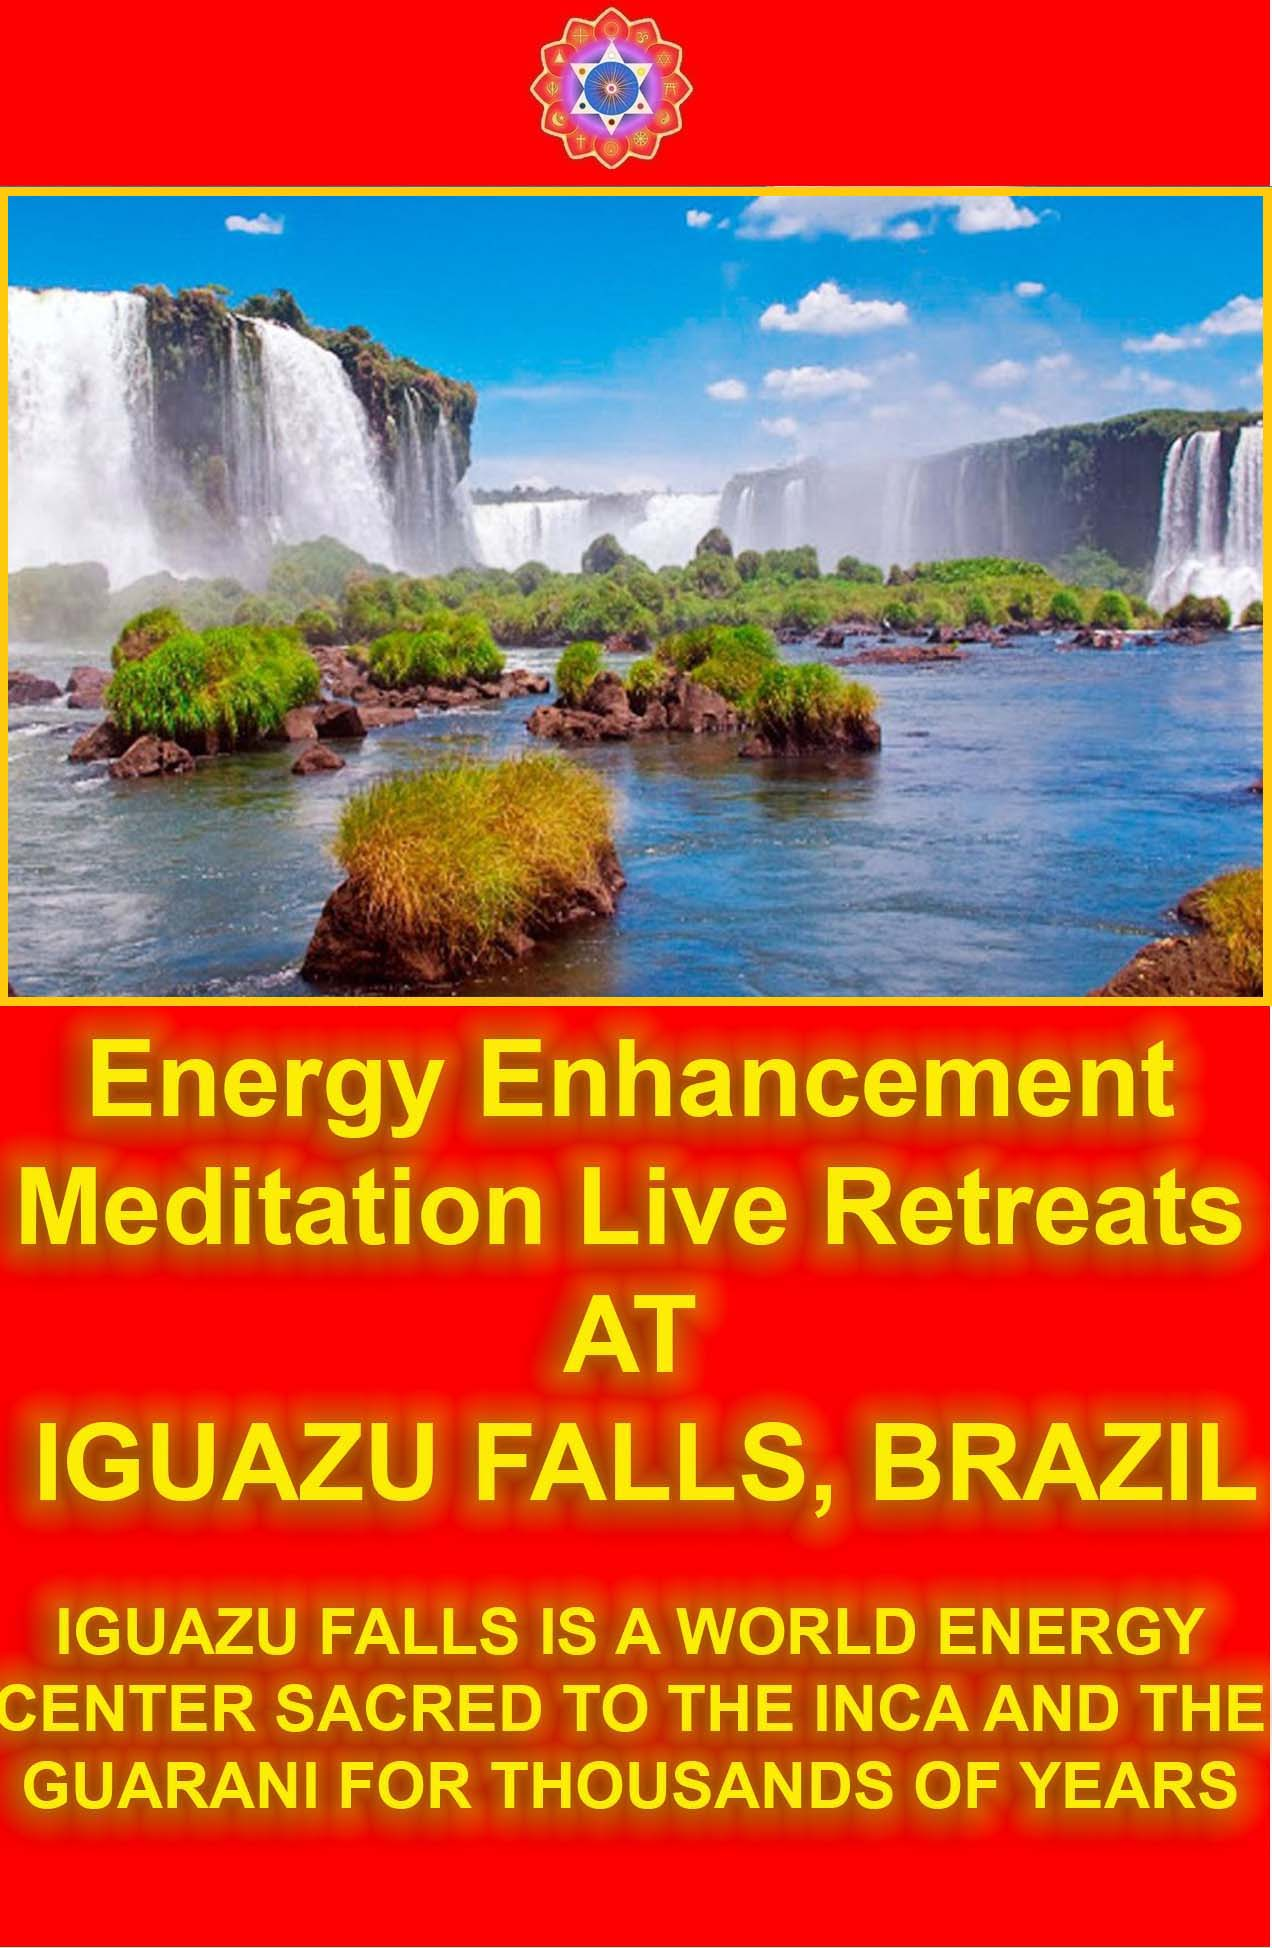 Energy Enhancement
Meditation Live Retreats
AT
IGUAZU FALLS, BRAZIL
IGUAZU FALLS IS A WORLD ENERGY
CENTER SACRED TO THE INCA AND THE
GUARANI FOR THOUSANDS OF YEARS